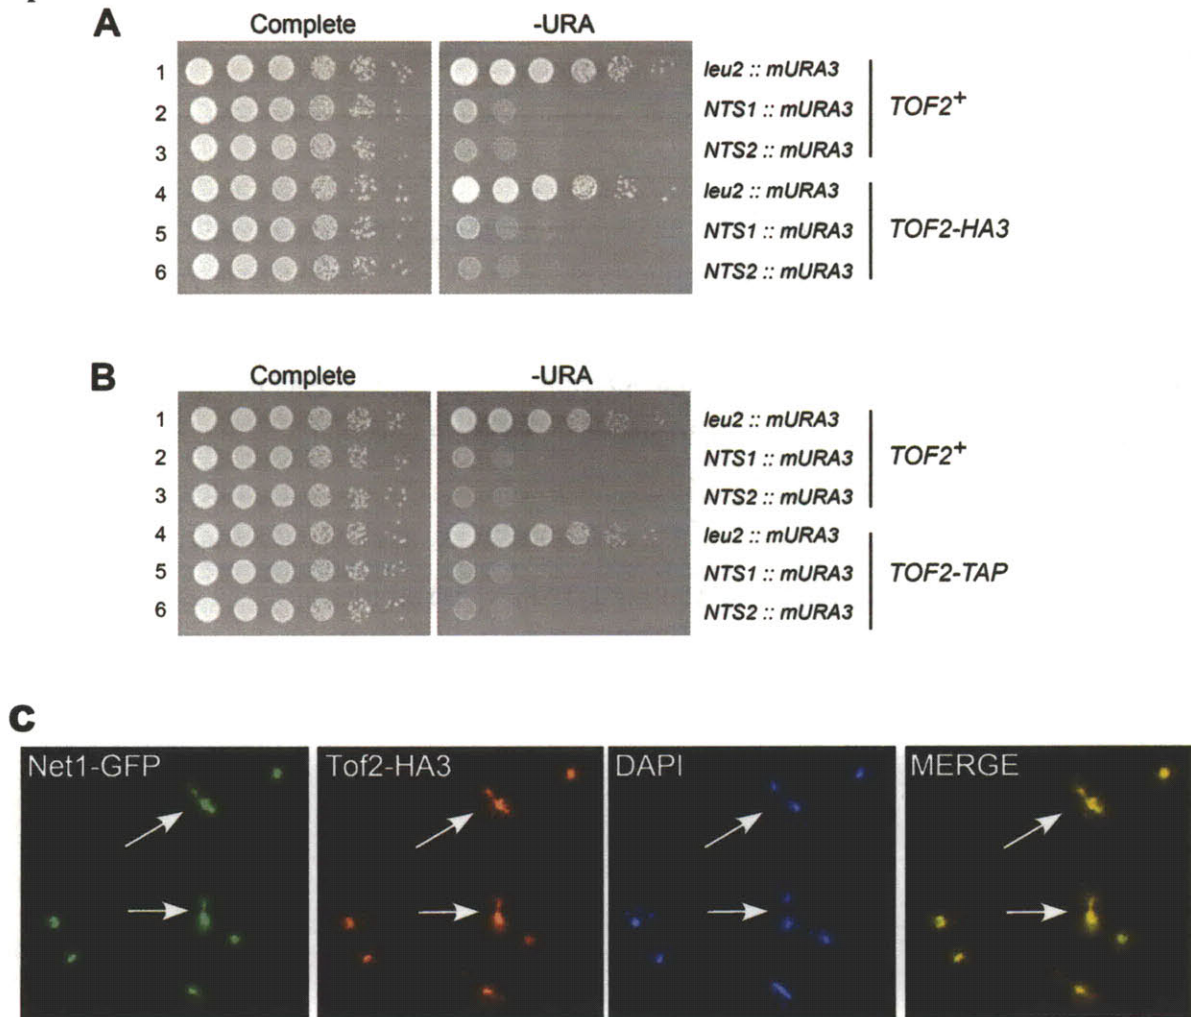 A
Complete
-URA
1 leu2 :: mURA3
2 NTS1 :: mURA3
3 NTS2 :: mURA3
TOF2+
4 leu2 :: mURA3
5 NTS1 :: mURA3
6 NTS2 :: mURA3
TOF2-HA3
B
Complete
-URA
1 leu2 :: mURA3
2 NTS1 :: mURA3
3 NTS2 :: mURA3
TOF2+
4 leu2 :: mURA3
5 NTS1 :: mURA3
6 NTS2 :: mURA3
TOF2-TAP
C
Net1-GFP
Tof2-HA3
DAPI
MERGE